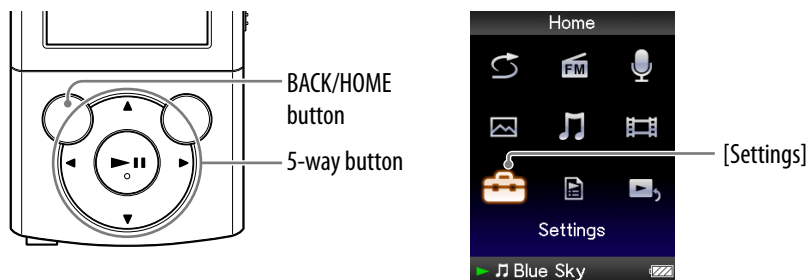 BACK/HOME
button
5-way button
Home
FM
[Settings]
Settings
Blue Sky